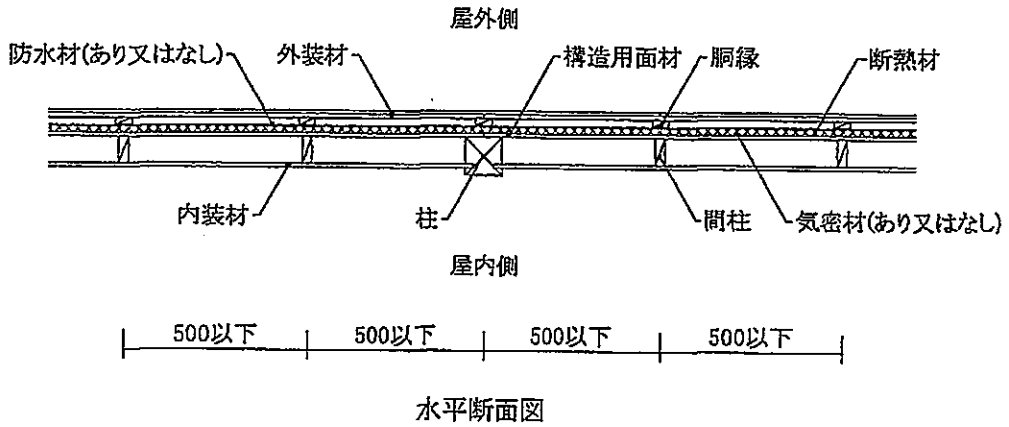 屋外側
防水材(あり又はなし) 外装材 構造用面材 胴縁 断熱材
内装材 柱 間柱 気密材(あり又はなし)
屋内側
500以下 500以下 500以下 500以下
水平断面図